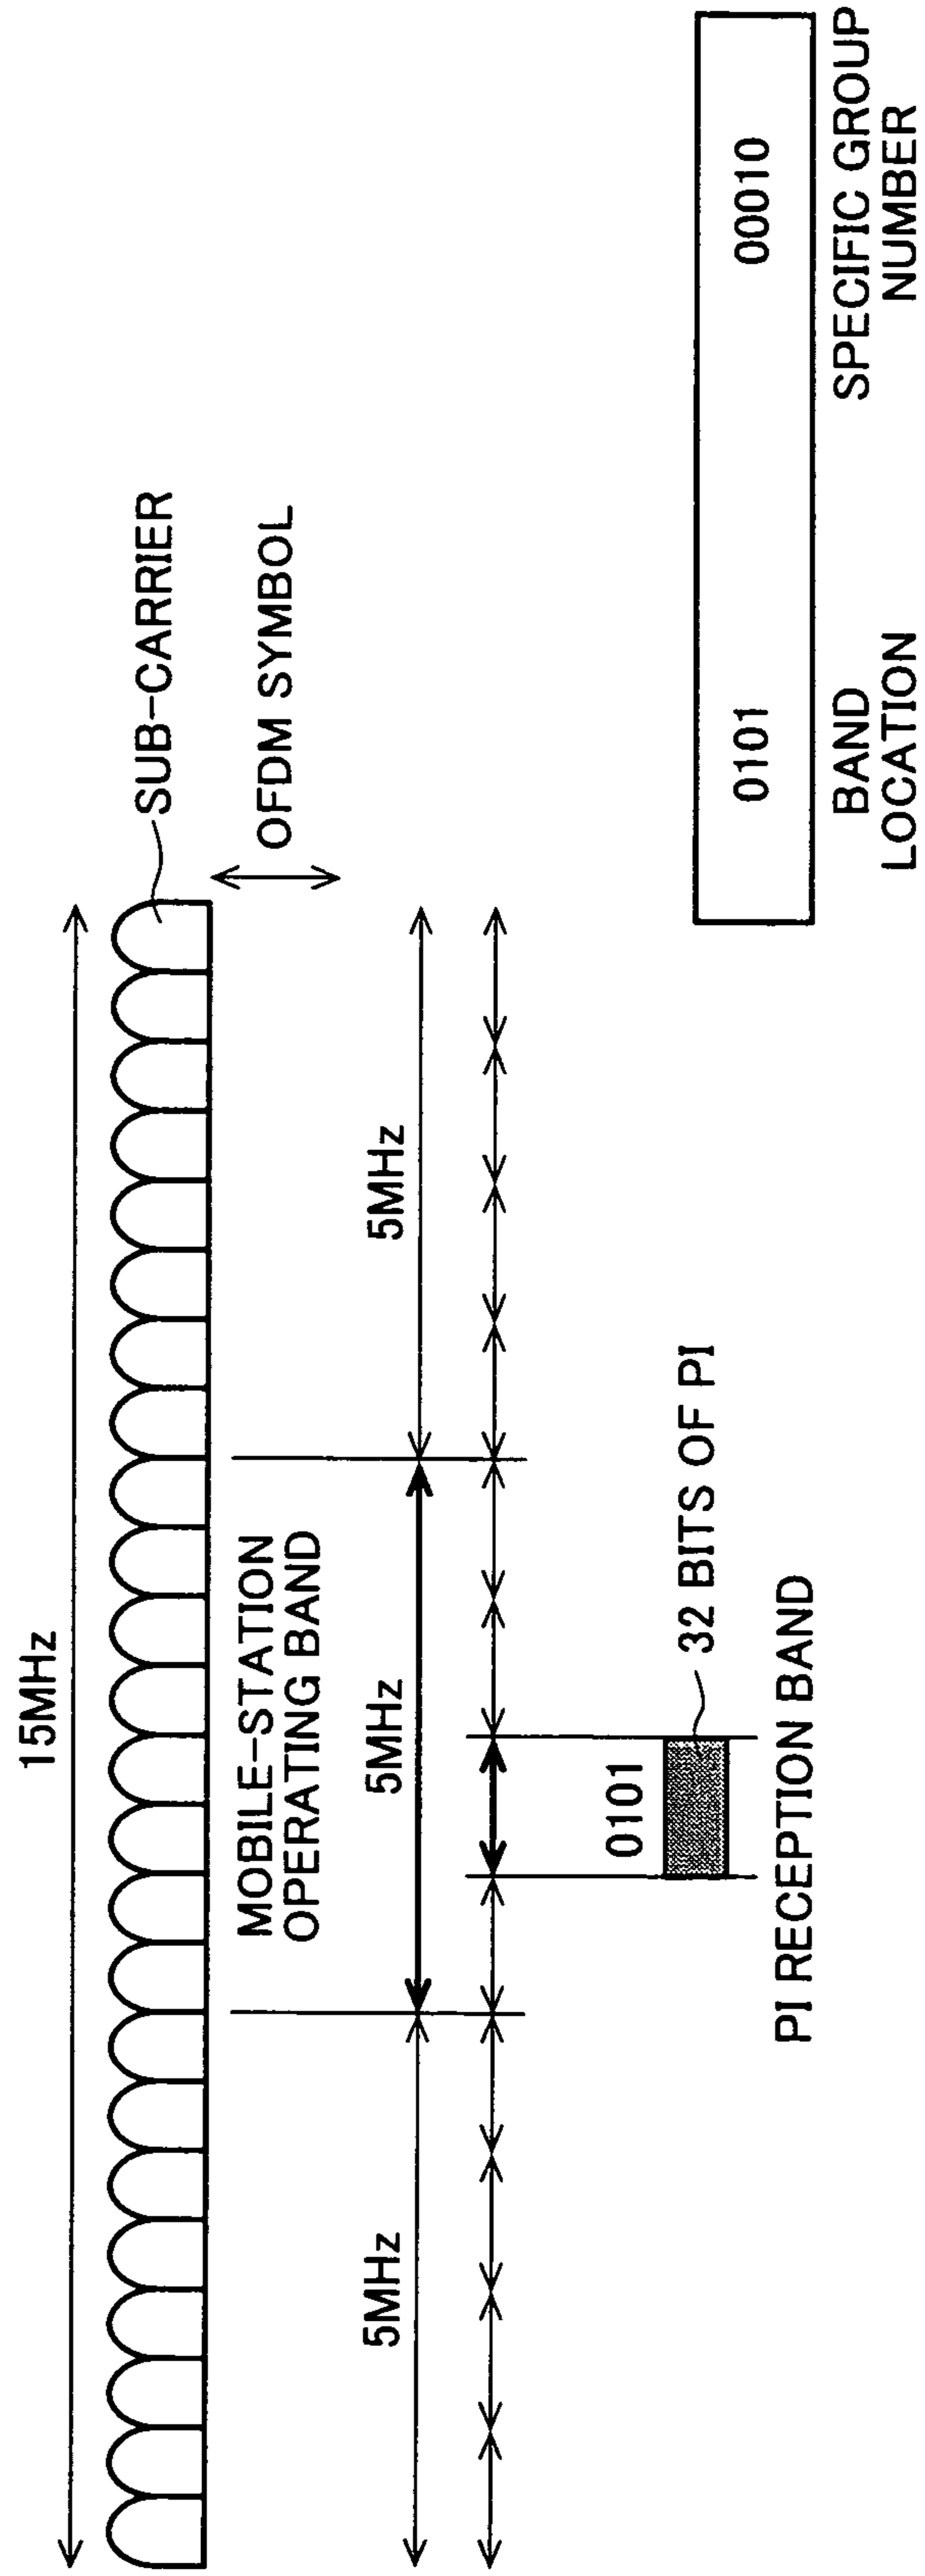 15MHz
SUB-CARRIER
OFDM SYMBOL
MOBILE-STATION
OPERATING BAND
5MHz
5MHz
5MHz
0101
32 BITS OF PI
PI RECEPTION BAND
0101
00010
BAND
LOCATION
SPECIFIC GROUP
NUMBER